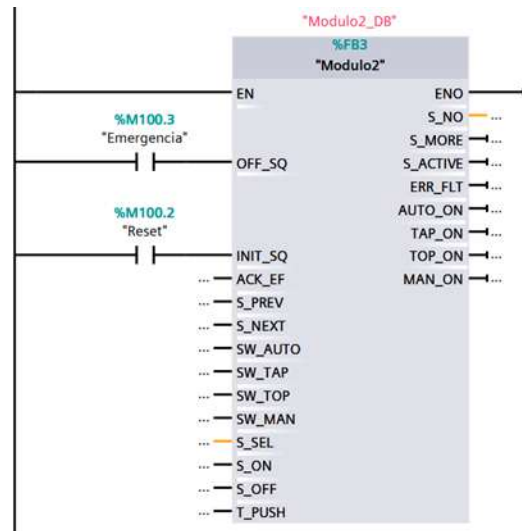 "Modulo2_DB"
%FB3
"Modulo2"
EN ENO
S_NO ...
%M100.3
"Emergencia"
S_MORE ...
OFF_SQ S_ACTIVE ...
ERR_FLT ...
%M100.2
"Reset"
AUTO_ON ...
TAP_ON ...
INIT_SQ TOP_ON ...
... ACK_EF MAN_ON ...
... S_PREV
... S_NEXT
... SW_AUTO
... SW_TAP
... SW_TOP
... SW_MAN
... S_SEL
... S_ON
... S_OFF
... T_PUSH